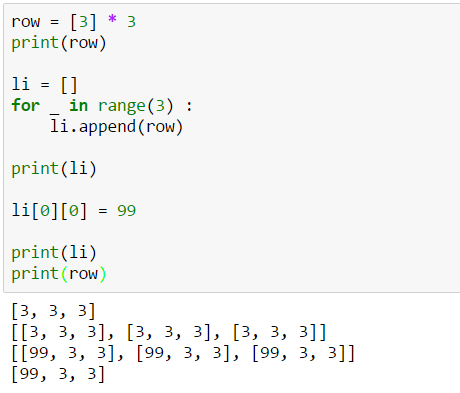 row = [3] * 3
print(row)
li = []
for _ in range(3) :
    li.append(row)
print(li)
li[0][0] = 99
print(li)
print(row)
[3, 3, 3]
[[3, 3, 3], [3, 3, 3], [3, 3, 3]]
[[99, 3, 3], [99, 3, 3], [99, 3, 3]]
[99, 3, 3]